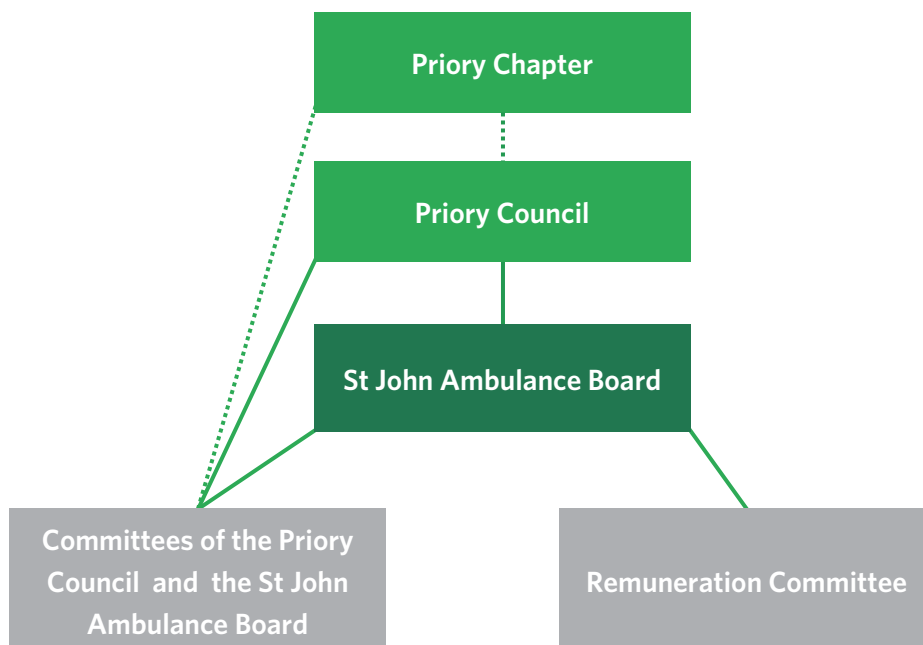 Priory Chapter
Priory Council
St John Ambulance Board
Committees of the Priory
Council and the St John
Ambulance Board
Remuneration Committee